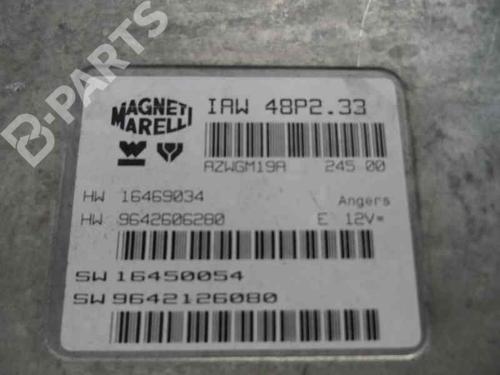 B-PARTS
MAGNETI MARELLI
IAW 48P2.33
AZWGM19A 245 00
HW 16469034 Angers
HW 9642606280 E 12V=
SW 16450054
SW 9642126080